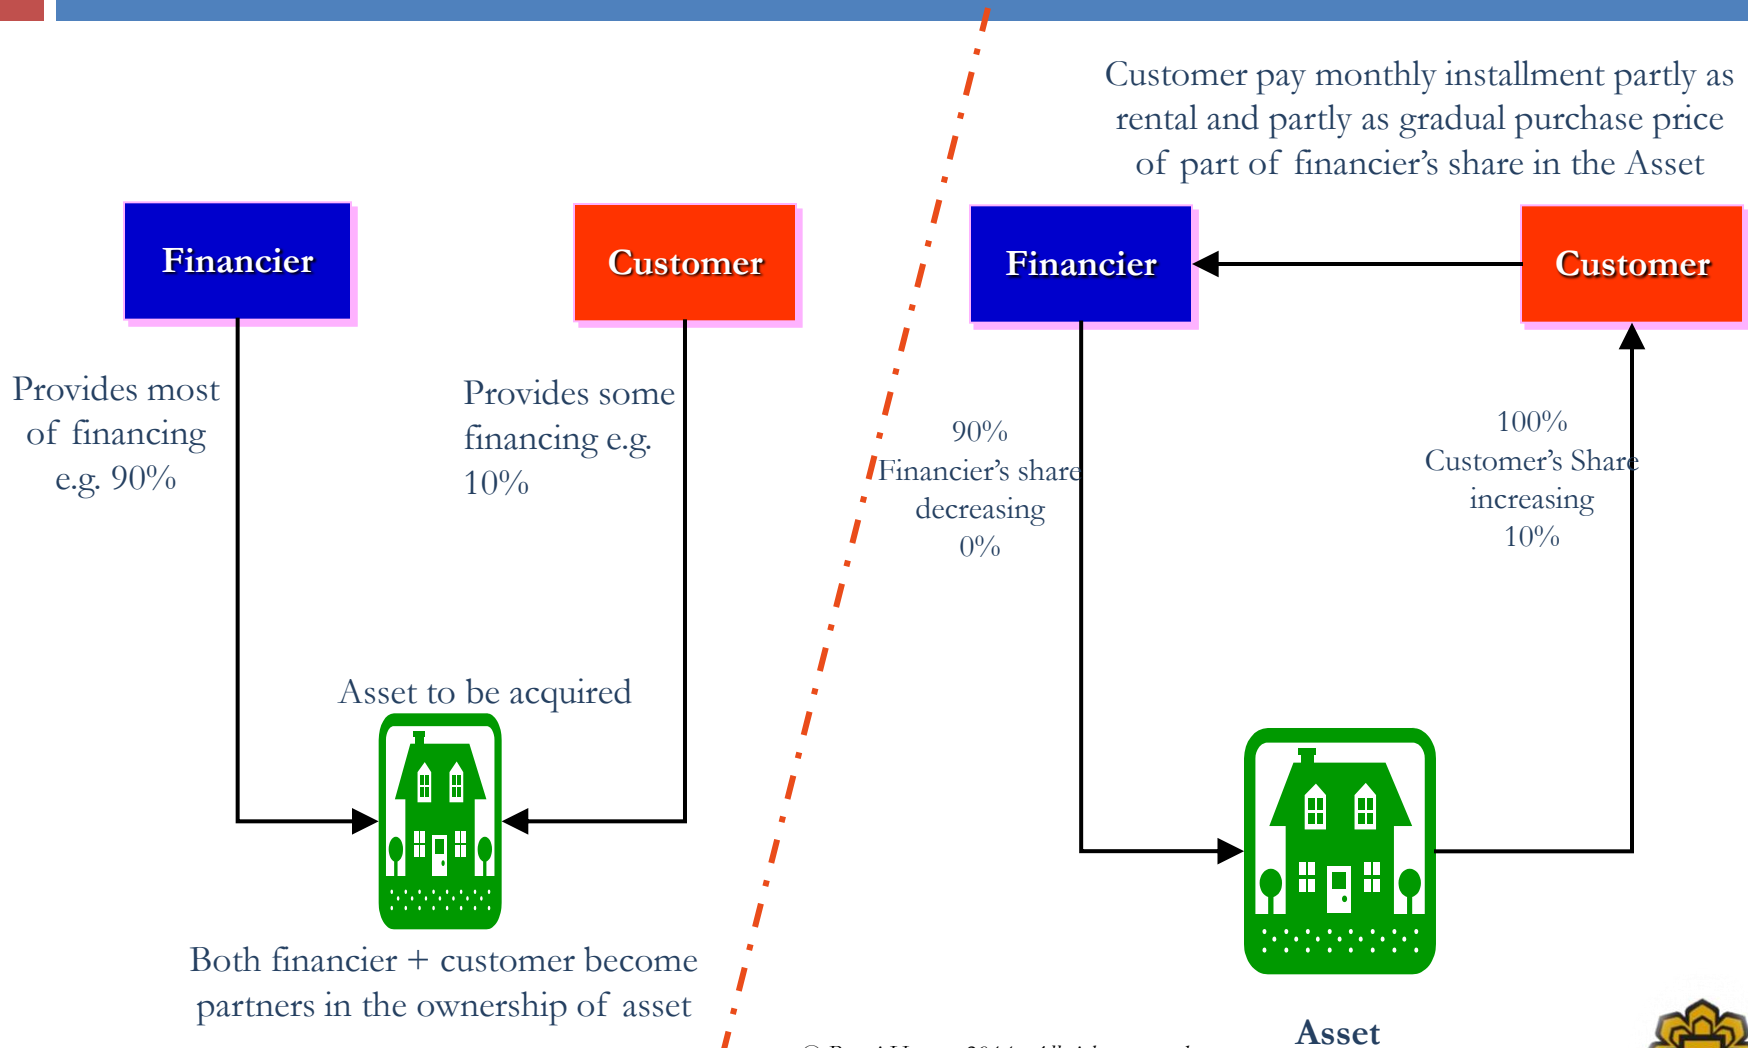 Financier
Customer
Provides most
of financing
e.g. 90%
Provides some
financing e.g.
10%
Asset to be acquired
Both financier + customer become
partners in the ownership of asset
Customer pay monthly installment partly as
rental and partly as gradual purchase price
of part of financier's share in the Asset
Financier
Customer
90%
Financier's share
decreasing
0%
100%
Customer's Share
increasing
10%
Asset